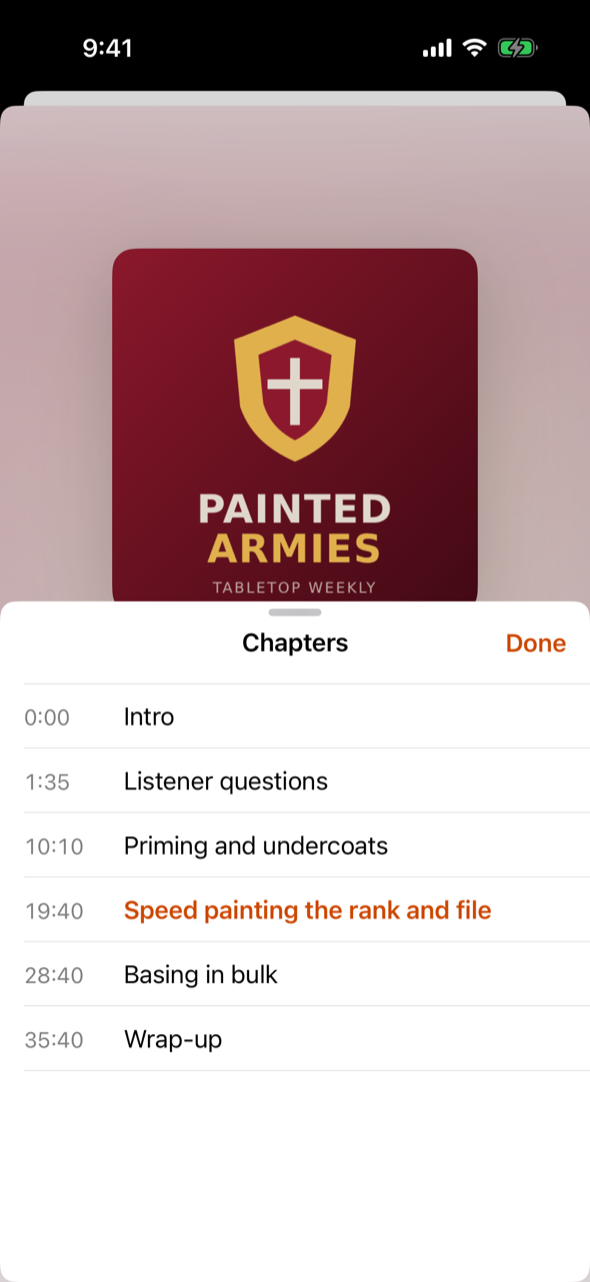 9:41
PAINTED
ARMIES
TABLETOP WEEKLY
Chapters Done
0:00 Intro
1:35 Listener questions
10:10 Priming and undercoats
19:40 Speed painting the rank and file
28:40 Basing in bulk
35:40 Wrap-up